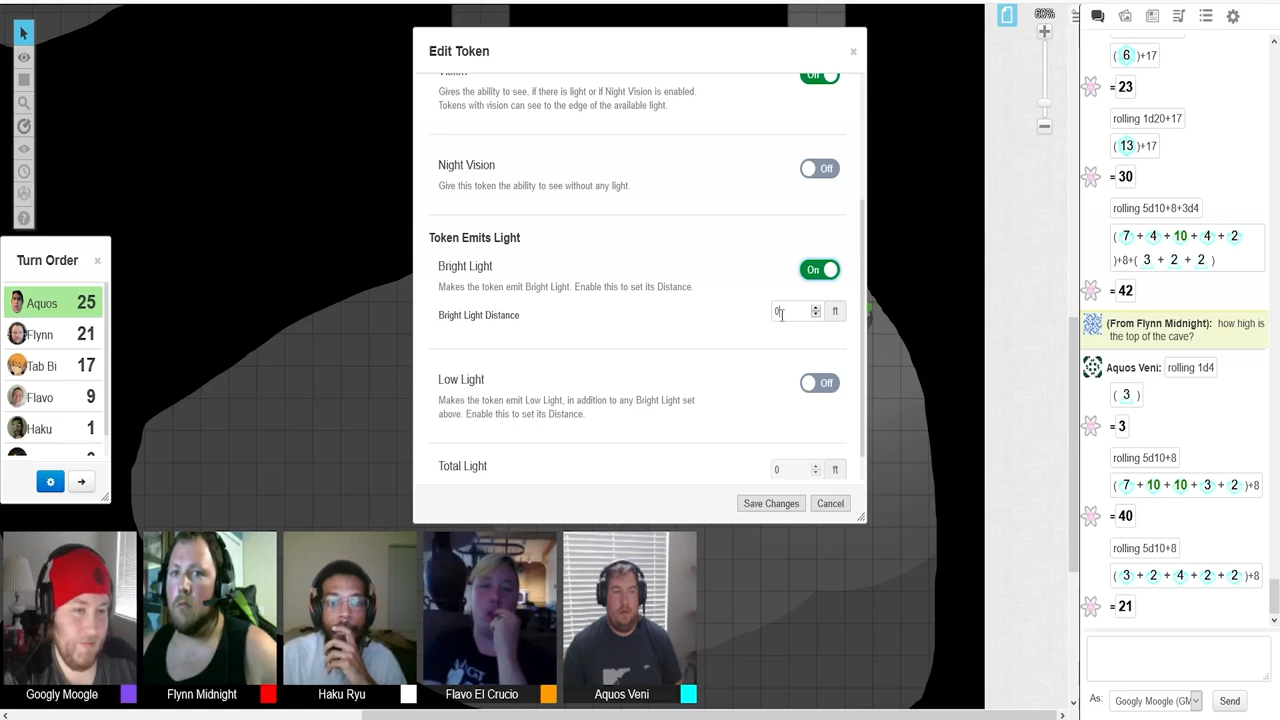 60%
Edit Token
×
Vision
On
Gives the ability to see, if there is light or if Night Vision is enabled.
Tokens with vision can see to the edge of the available light.
Night Vision
Off
Give this token the ability to see without any light.
Token Emits Light
Bright Light
On
Makes the token emit Bright Light. Enable this to set its Distance.
Bright Light Distance
0
ft
Low Light
Off
Makes the token emit Low Light, in addition to any Bright Light set
above. Enable this to set its Distance.
Total Light
0
ft
Save Changes
Cancel
Turn Order
×
Aquos 25
Flynn 21
Tab Bi 17
Flavo 9
Haku 1
Googly Moogle
Flynn Midnight
Haku Ryu
Flavo El Crucio
Aquos Veni
( 6 )+17
= 23
rolling 1d20+17
( 13 )+17
= 30
rolling 5d10+8+3d4
( 7 + 4 + 10 + 4 + 2
)+8+( 3 + 2 + 2 )
= 42
(From Flynn Midnight): how high is
the top of the cave?
Aquos Veni: rolling 1d4
( 3 )
= 3
rolling 5d10+8
( 7 + 10 + 10 + 3 + 2 )+8
= 40
rolling 5d10+8
( 3 + 2 + 4 + 2 + 2 )+8
= 21
As:
Googly Moogle (GM
Send